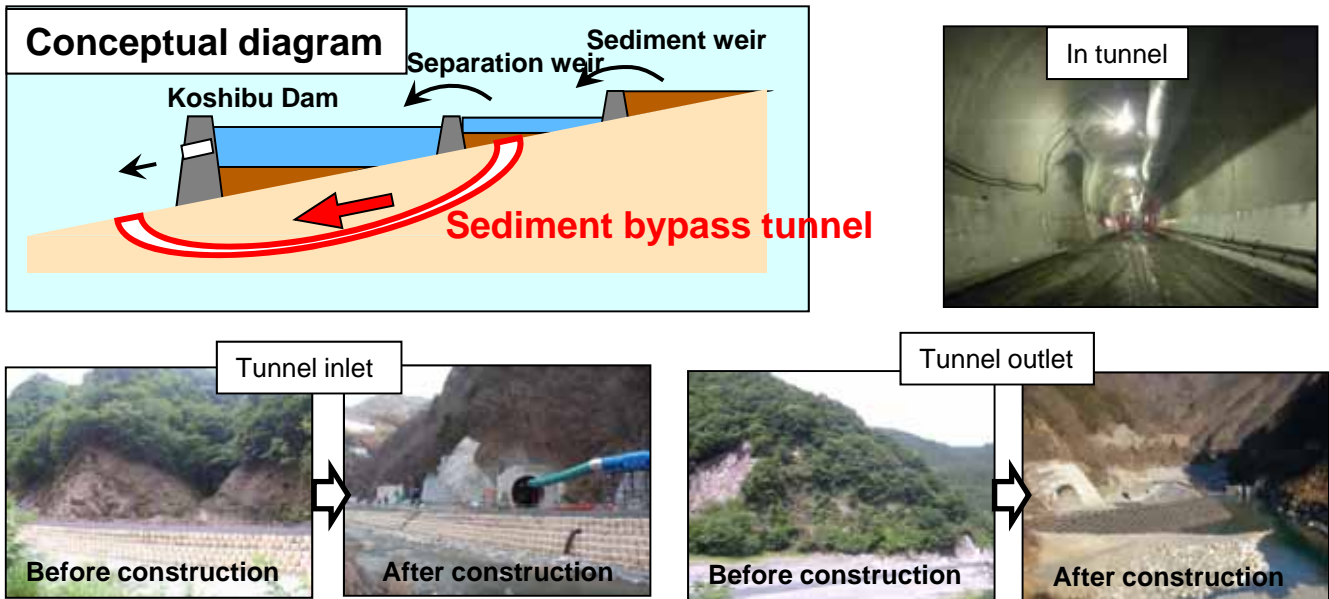 Conceptual diagram
Sediment weir
Separation weir
Koshibu Dam
Sediment bypass tunnel
In tunnel
Tunnel inlet
Tunnel outlet
Before construction
After construction
Before construction
After construction